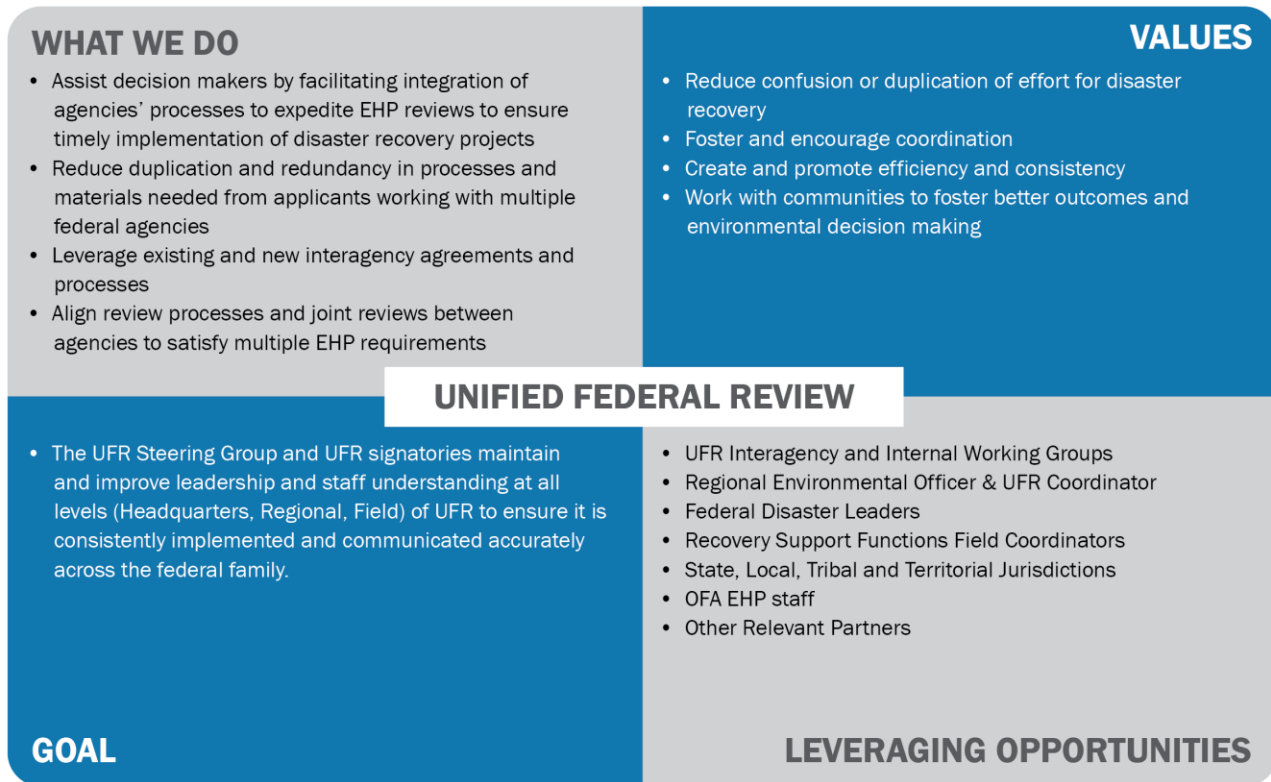 WHAT WE DO
• Assist decision makers by facilitating integration of
agencies’ processes to expedite EHP reviews to ensure
timely implementation of disaster recovery projects
• Reduce duplication and redundancy in processes and
materials needed from applicants working with multiple
federal agencies
• Leverage existing and new interagency agreements and
processes
• Align review processes and joint reviews between
agencies to satisfy multiple EHP requirements
VALUES
• Reduce confusion or duplication of effort for disaster
recovery
• Foster and encourage coordination
• Create and promote efficiency and consistency
• Work with communities to foster better outcomes and
environmental decision making
UNIFIED FEDERAL REVIEW
• The UFR Steering Group and UFR signatories maintain
and improve leadership and staff understanding at all
levels (Headquarters, Regional, Field) of UFR to ensure it is
consistently implemented and communicated accurately
across the federal family.
GOAL
• UFR Interagency and Internal Working Groups
• Regional Environmental Officer & UFR Coordinator
• Federal Disaster Leaders
• Recovery Support Functions Field Coordinators
• State, Local, Tribal and Territorial Jurisdictions
• OFA EHP staff
• Other Relevant Partners
LEVERAGING OPPORTUNITIES